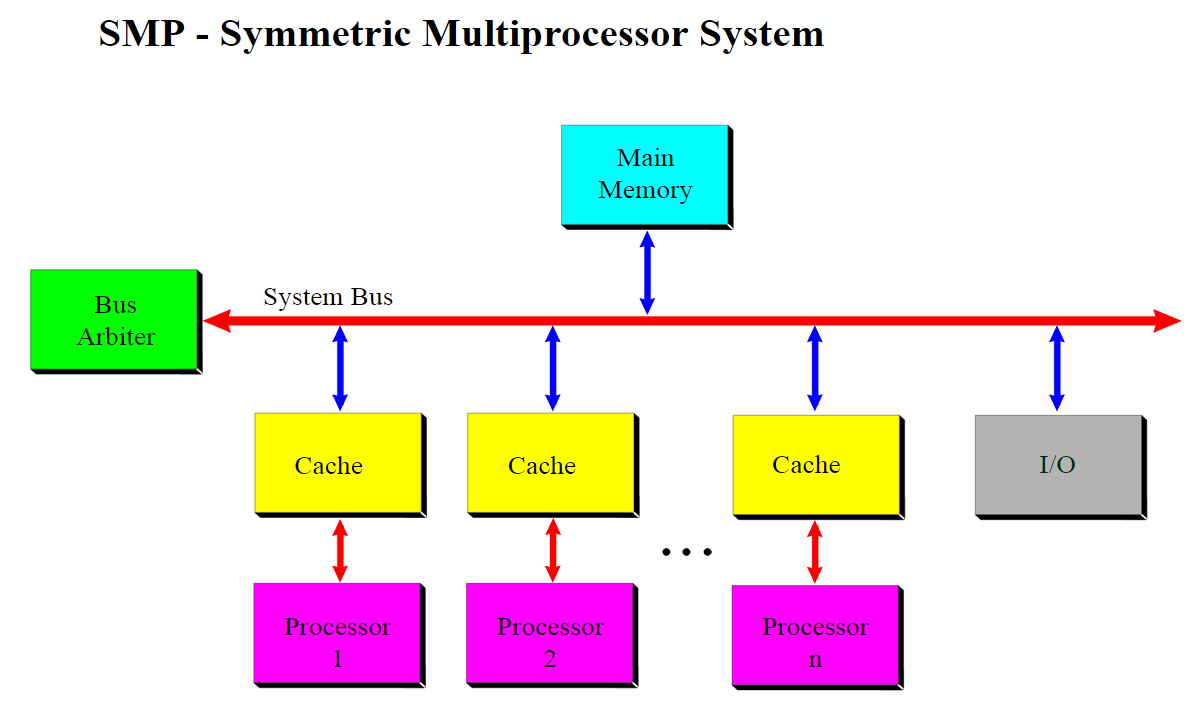 SMP - Symmetric Multiprocessor System
Main
Memory
Bus
Arbiter
System Bus
Cache
Cache
Cache
I/O
...
Processor
1
Processor
2
Processor
n